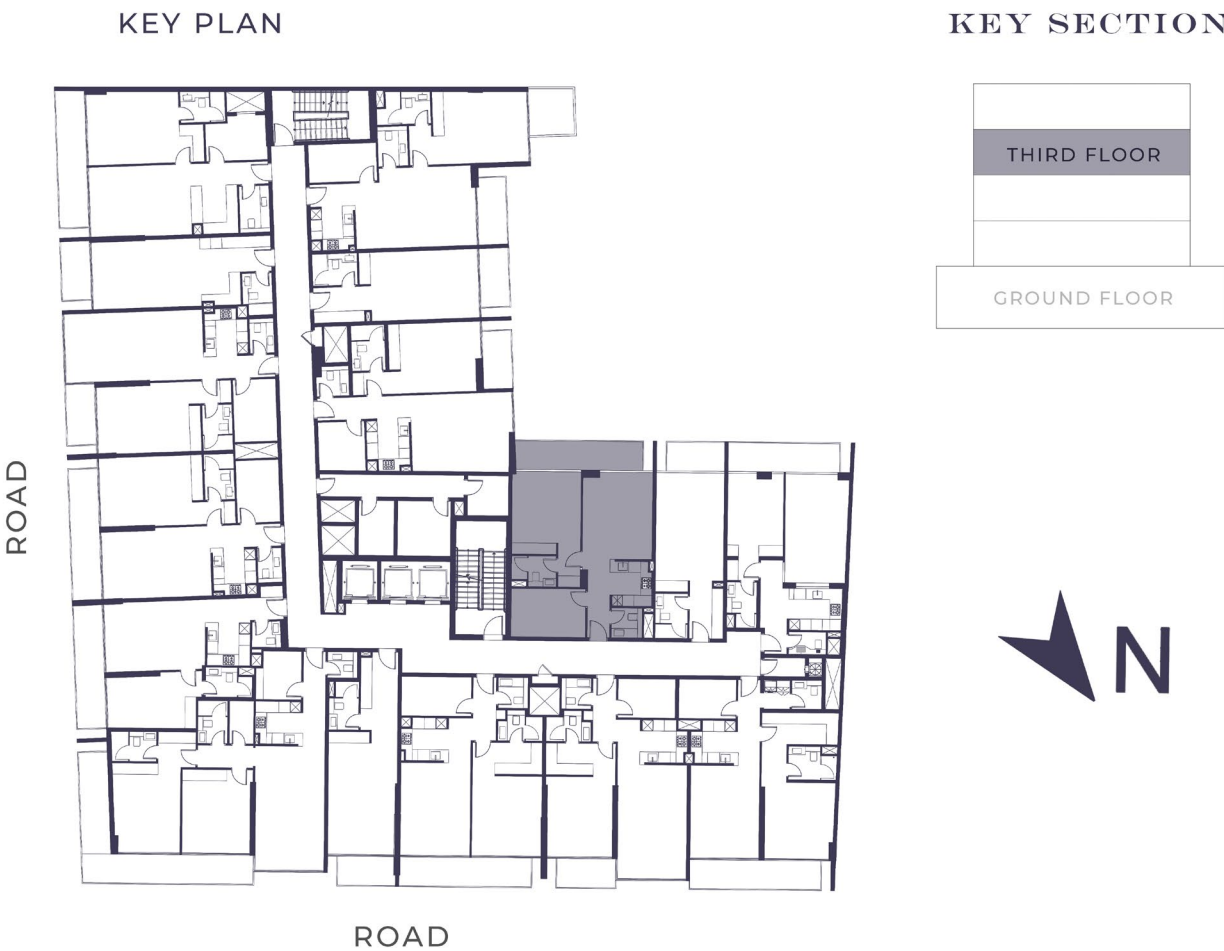 KEY PLAN
KEY SECTION
THIRD FLOOR
GROUND FLOOR
ROAD
N
ROAD